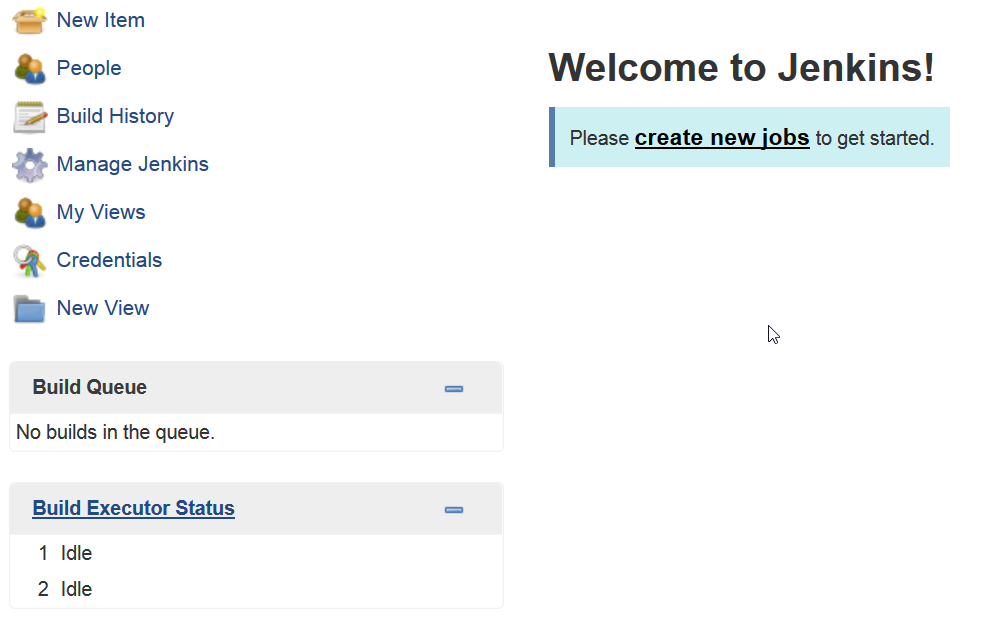 New Item
People
Build History
Manage Jenkins
My Views
Credentials
New View
Build Queue
No builds in the queue.
Build Executor Status
1 Idle
2 Idle
Welcome to Jenkins!
Please create new jobs to get started.